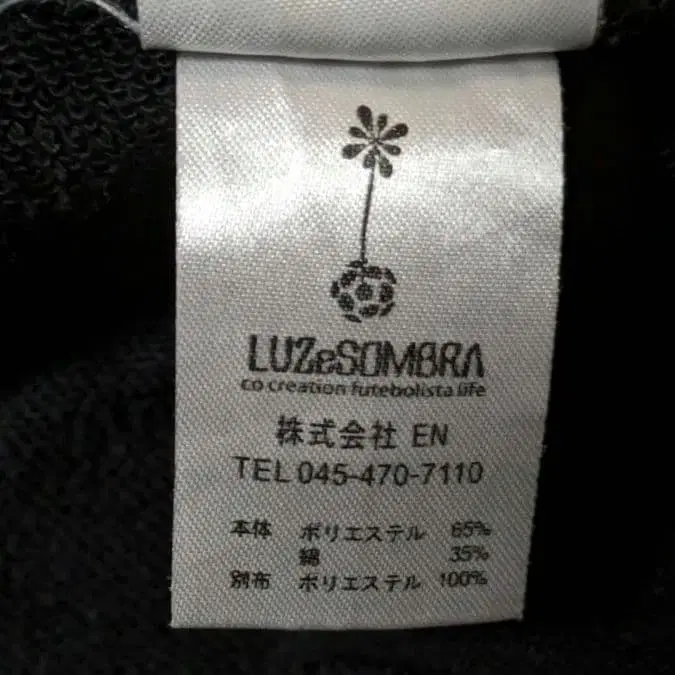 LUZeSOMBRA
co creation futebolista life
株式会社 EN
TEL 045-470-7110
本体 ポリエステル 65%
綿 35%
別布 ポリエステル 100%